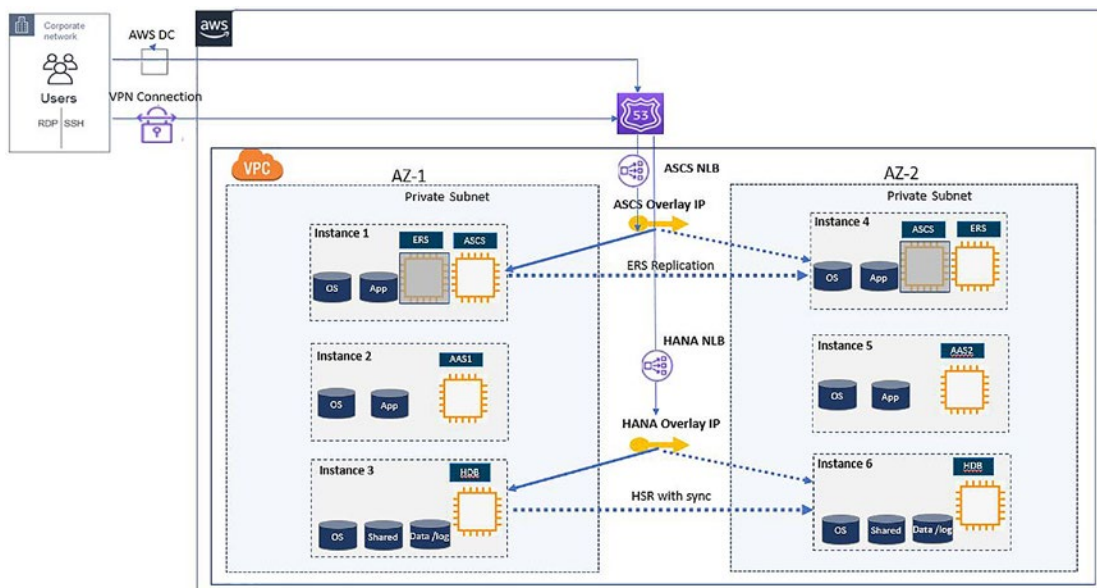 Corporate
network
Users
RDP
SSH
AWS DC
VPN Connection
aws
53
VPC
AZ-1
Private Subnet
ASCS NLB
ASCS Overlay IP
AZ-2
Private Subnet
Instance 1
ERS
ASCS
OS
App
ERS Replication
Instance 4
ASCS
ERS
OS
App
Instance 2
AAS1
OS
App
HANA NLB
Instance 5
AAS2
OS
App
HANA Overlay IP
Instance 3
HDB
OS
Shared
Data /log
HSR with sync
Instance 6
HDB
OS
Shared
Data /log